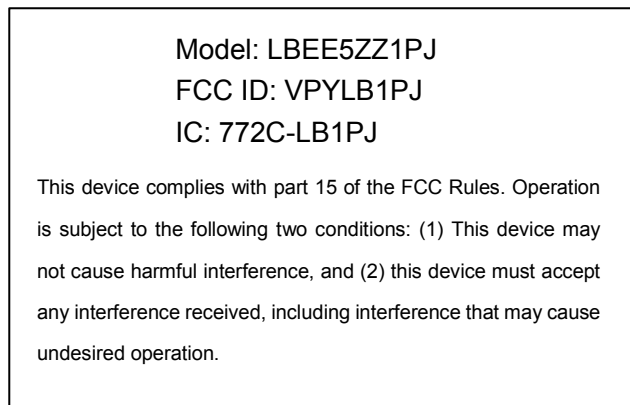 Model: LBEE5ZZ1PJ
FCC ID: VPYLB1PJ
IC: 772C-LB1PJ
This device complies with part 15 of the FCC Rules. Operation
is subject to the following two conditions: (1) This device may
not cause harmful interference, and (2) this device must accept
any interference received, including interference that may cause
undesired operation.